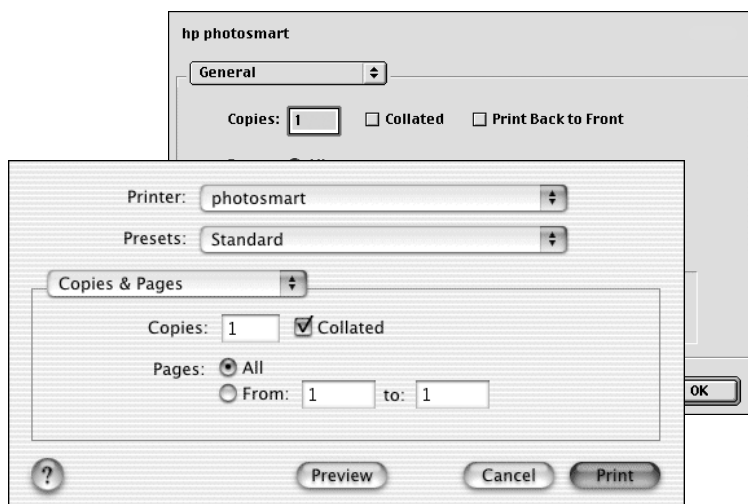 hp photosmart
General
Copies: 1 Collated Print Back to Front
Printer: photosmart
Presets: Standard
Copies & Pages
Copies: 1 Collated
Pages: All
From: 1 to: 1
OK
? Preview Cancel Print